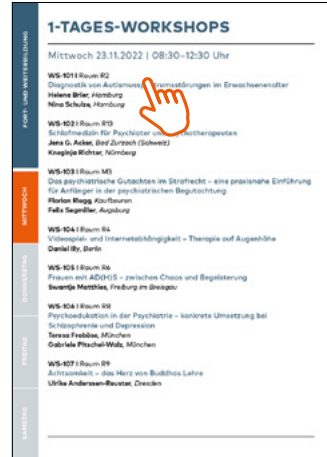 1-TAGES-WORKSHOPS
Mittwoch 23.11.2022 | 08:30–12:30 Uhr
WS-101 I Raum R2
Diagnostik von Autismusspektrumsstörungen im Erwachsenenalter
Helene Brier, Hamburg
Nina Schulze, Hamburg
WS-102 I Raum R13
Schlafmedizin für Psychiater und Psychotherapeuten
Jens G. Acker, Bad Zurzach (Schweiz)
Kneginja Richter, Nürnberg
WS-103 I Raum M3
Das psychiatrische Gutachten im Strafrecht – eine praxisnahe Einführung
für Anfänger in der psychiatrischen Begutachtung
Florian Riegg, Kaufbeuren
Felix Segmiller, Augsburg
WS-104 I Raum R4
Videospiel- und Internetabhängigkeit – Therapie auf Augenhöhe
Daniel Illy, Berlin
WS-105 I Raum R6
Frauen mit AD(H)S – zwischen Chaos und Begeisterung
Swantje Matthies, Freiburg im Breisgau
WS-106 I Raum R8
Psychoedukation in der Psychiatrie – konkrete Umsetzung bei
Schizophrenie und Depression
Teresa Froböse, München
Gabriele Pitschel-Walz, München
WS-107 I Raum R9
Achtsamkeit – das Herz von Buddhas Lehre
Ulrike Anderssen-Reuster, Dresden
FORT- UND WEITERBILDUNG
MITTWOCH
DONNERSTAG
FREITAG
SAMSTAG